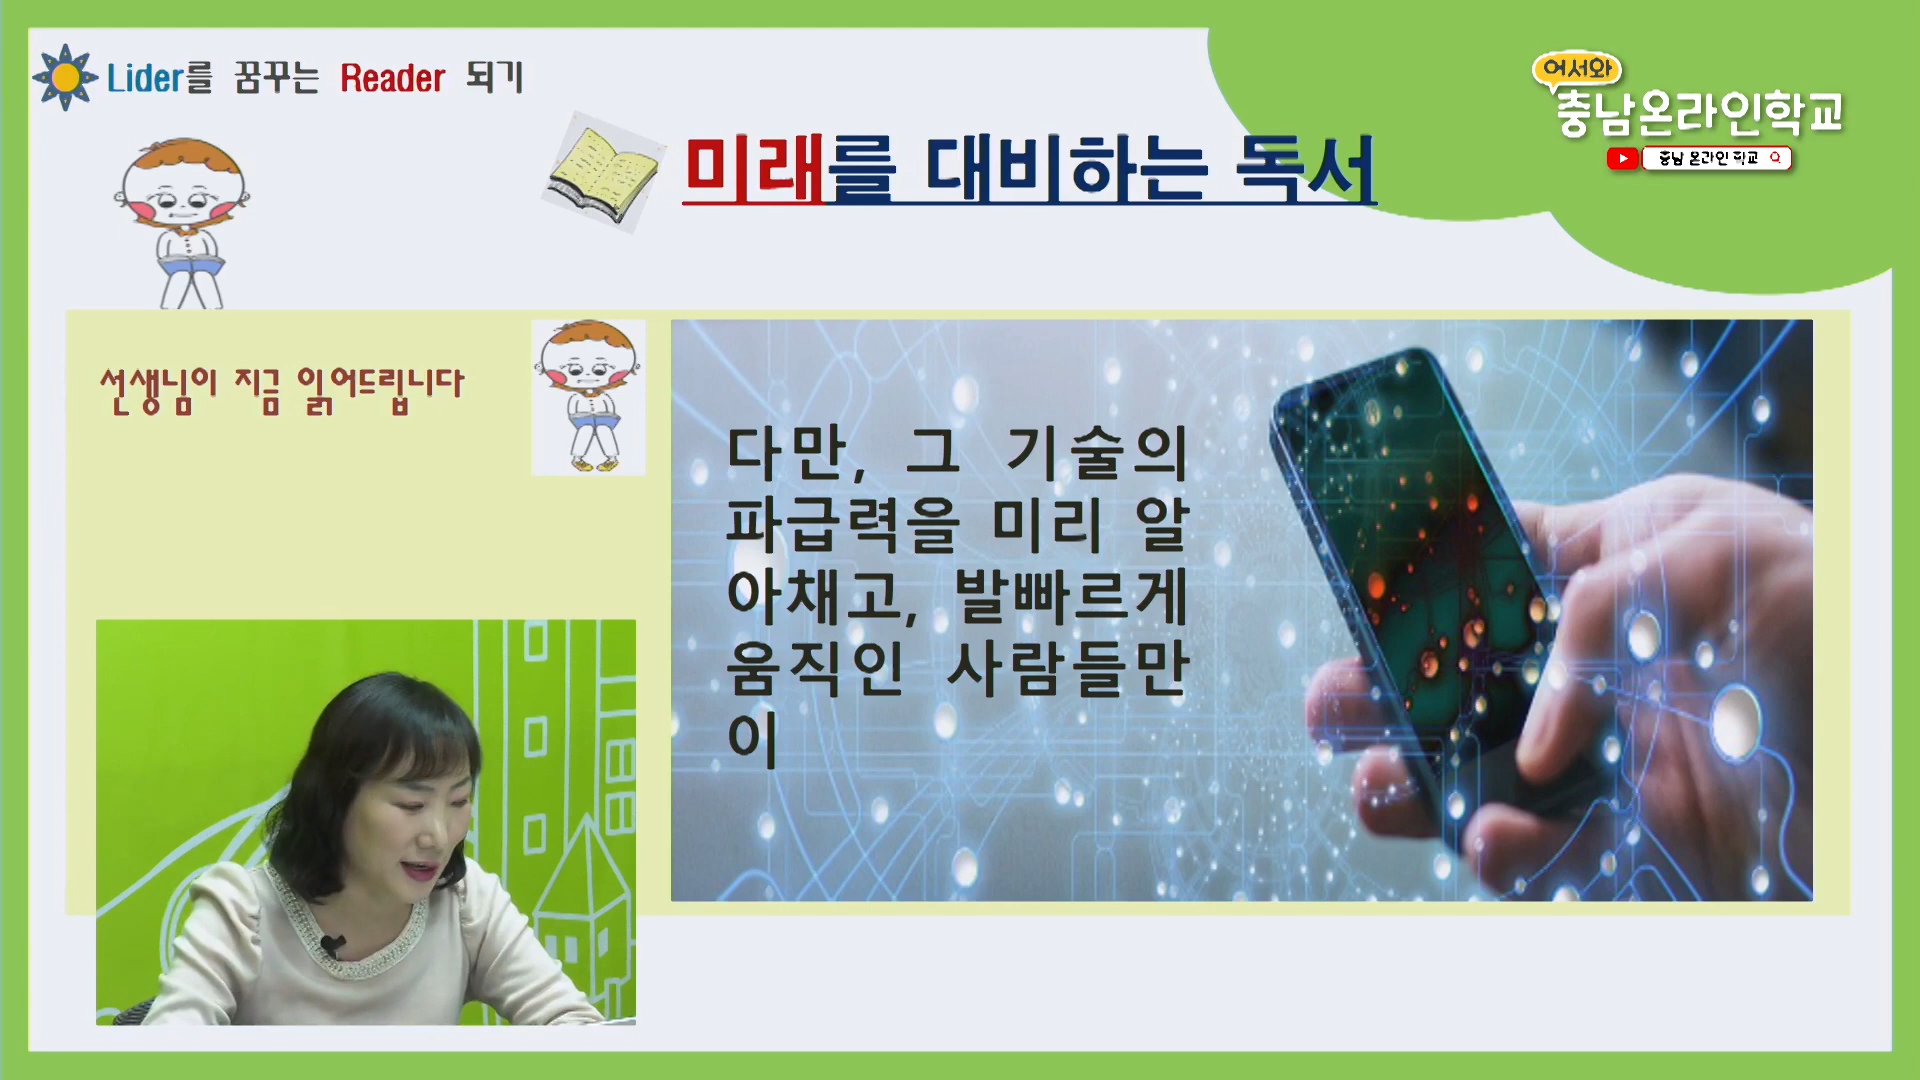 Lider를 꿈꾸는 Reader 되기
어서와
충남온라인학교
충남 온라인 학교
미래를 대비하는 독서
선생님이 지금 읽어드립니다
다만, 그 기술의
파급력을 미리 알
아채고, 발빠르게
움직인 사람들만
이